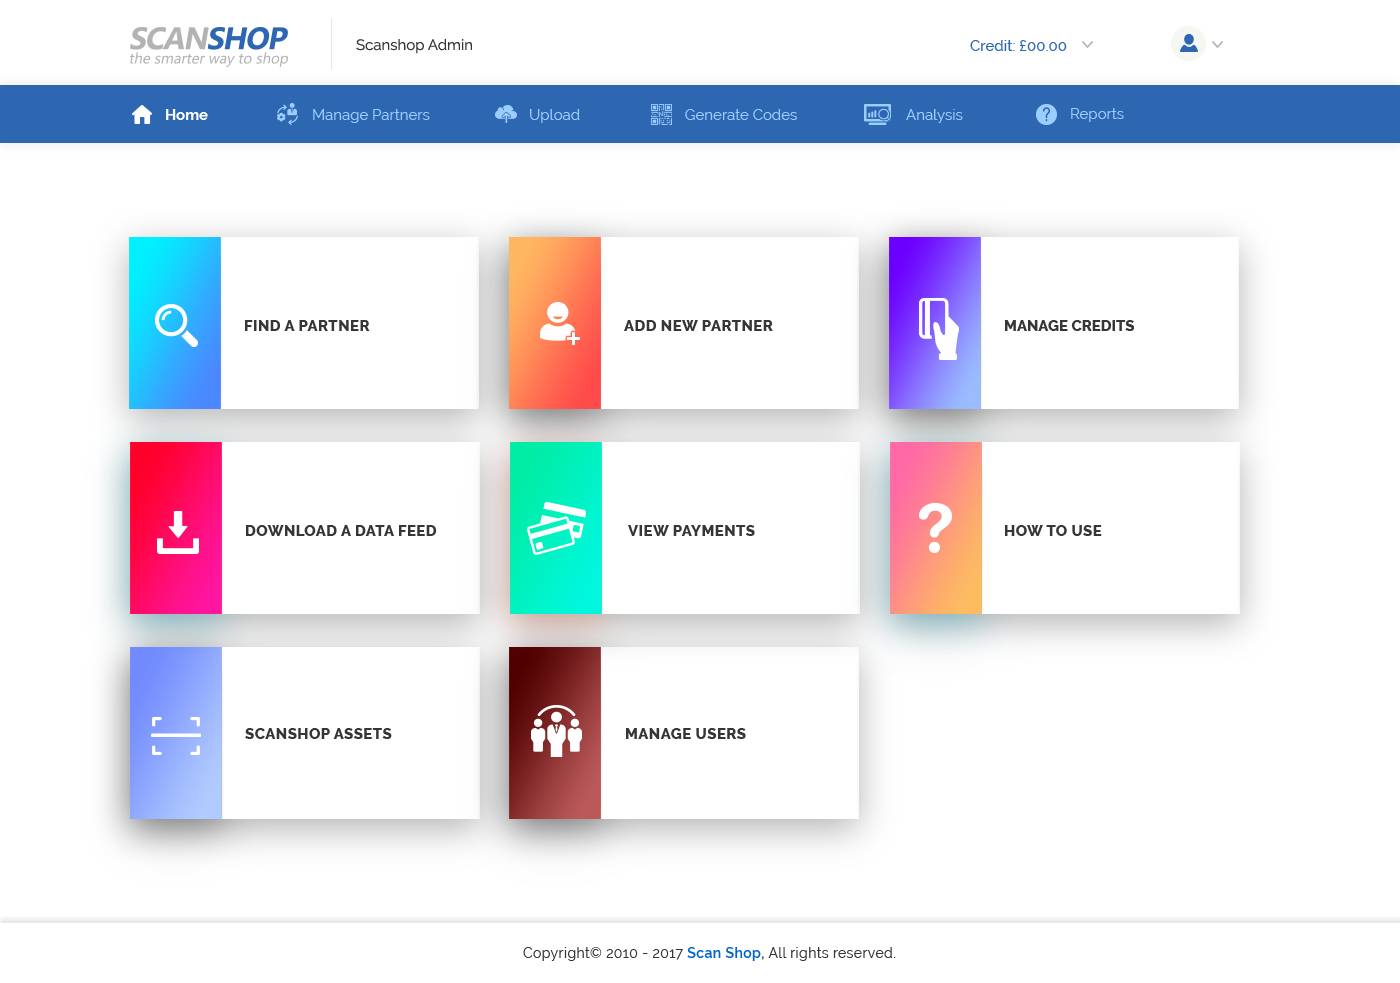 SCANSHOP
the smarter way to shop
Scanshop Admin
Credit: £00.00
Home
Manage Partners
Upload
Generate Codes
Analysis
Reports
FIND A PARTNER
ADD NEW PARTNER
MANAGE CREDITS
DOWNLOAD A DATA FEED
VIEW PAYMENTS
HOW TO USE
SCANSHOP ASSETS
MANAGE USERS
Copyright© 2010 - 2017 Scan Shop, All rights reserved.